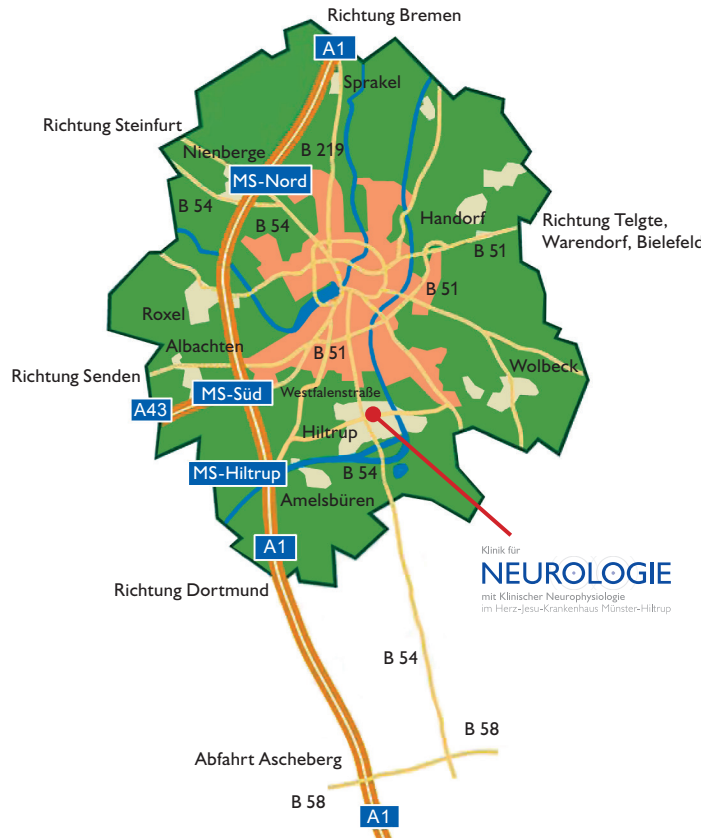 Richtung Bremen
A1
Sprakel
Richtung Steinfurt
Nienberge
B 219
MS-Nord
B 54
B 54
Handorf
Richtung Telgte,
Warendorf, Bielefeld
B 51
B 51
Roxel
Albachten
B 51
Wolbeck
Richtung Senden
MS-Süd
Westfalenstraße
A43
Hiltrup
MS-Hiltrup
B 54
Amelsbüren
A1
Klinik für
NEUROLOGIE
mit Klinischer Neurophysiologie
im Herz-Jesu-Krankenhaus Münster-Hiltrup
Richtung Dortmund
B 54
B 58
Abfahrt Ascheberg
B 58
A1